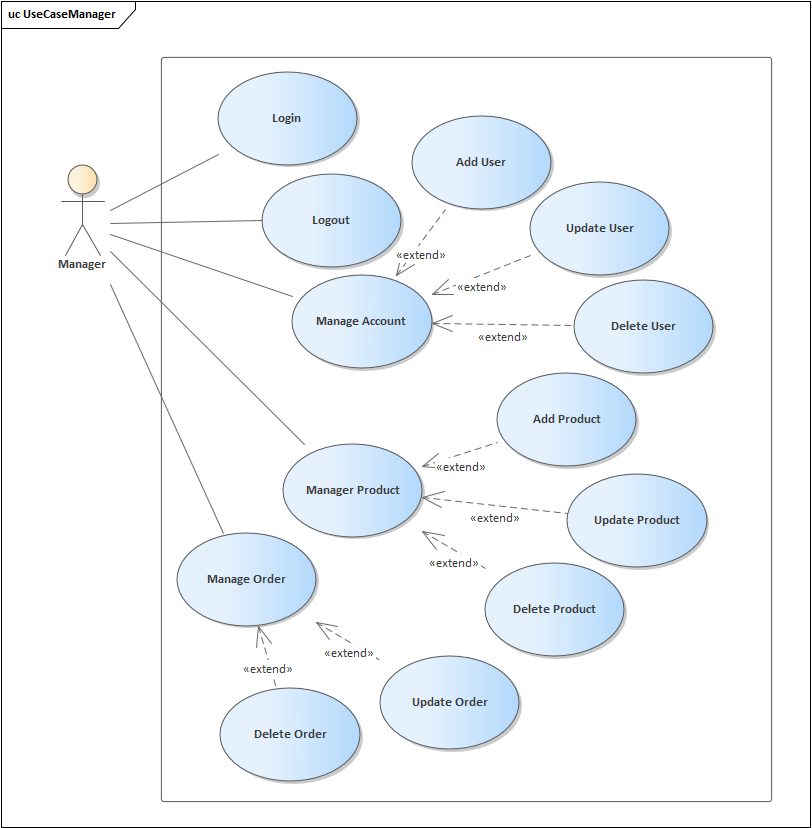 uc UseCaseManager
Login
Add User
Logout
Update User
«extend»
Manager
«extend»
Manage Account
Delete User
«extend»
Add Product
«extend»
Manager Product
«extend»
Update Product
«extend»
Manage Order
Delete Product
«extend»
«extend»
Update Order
Delete Order